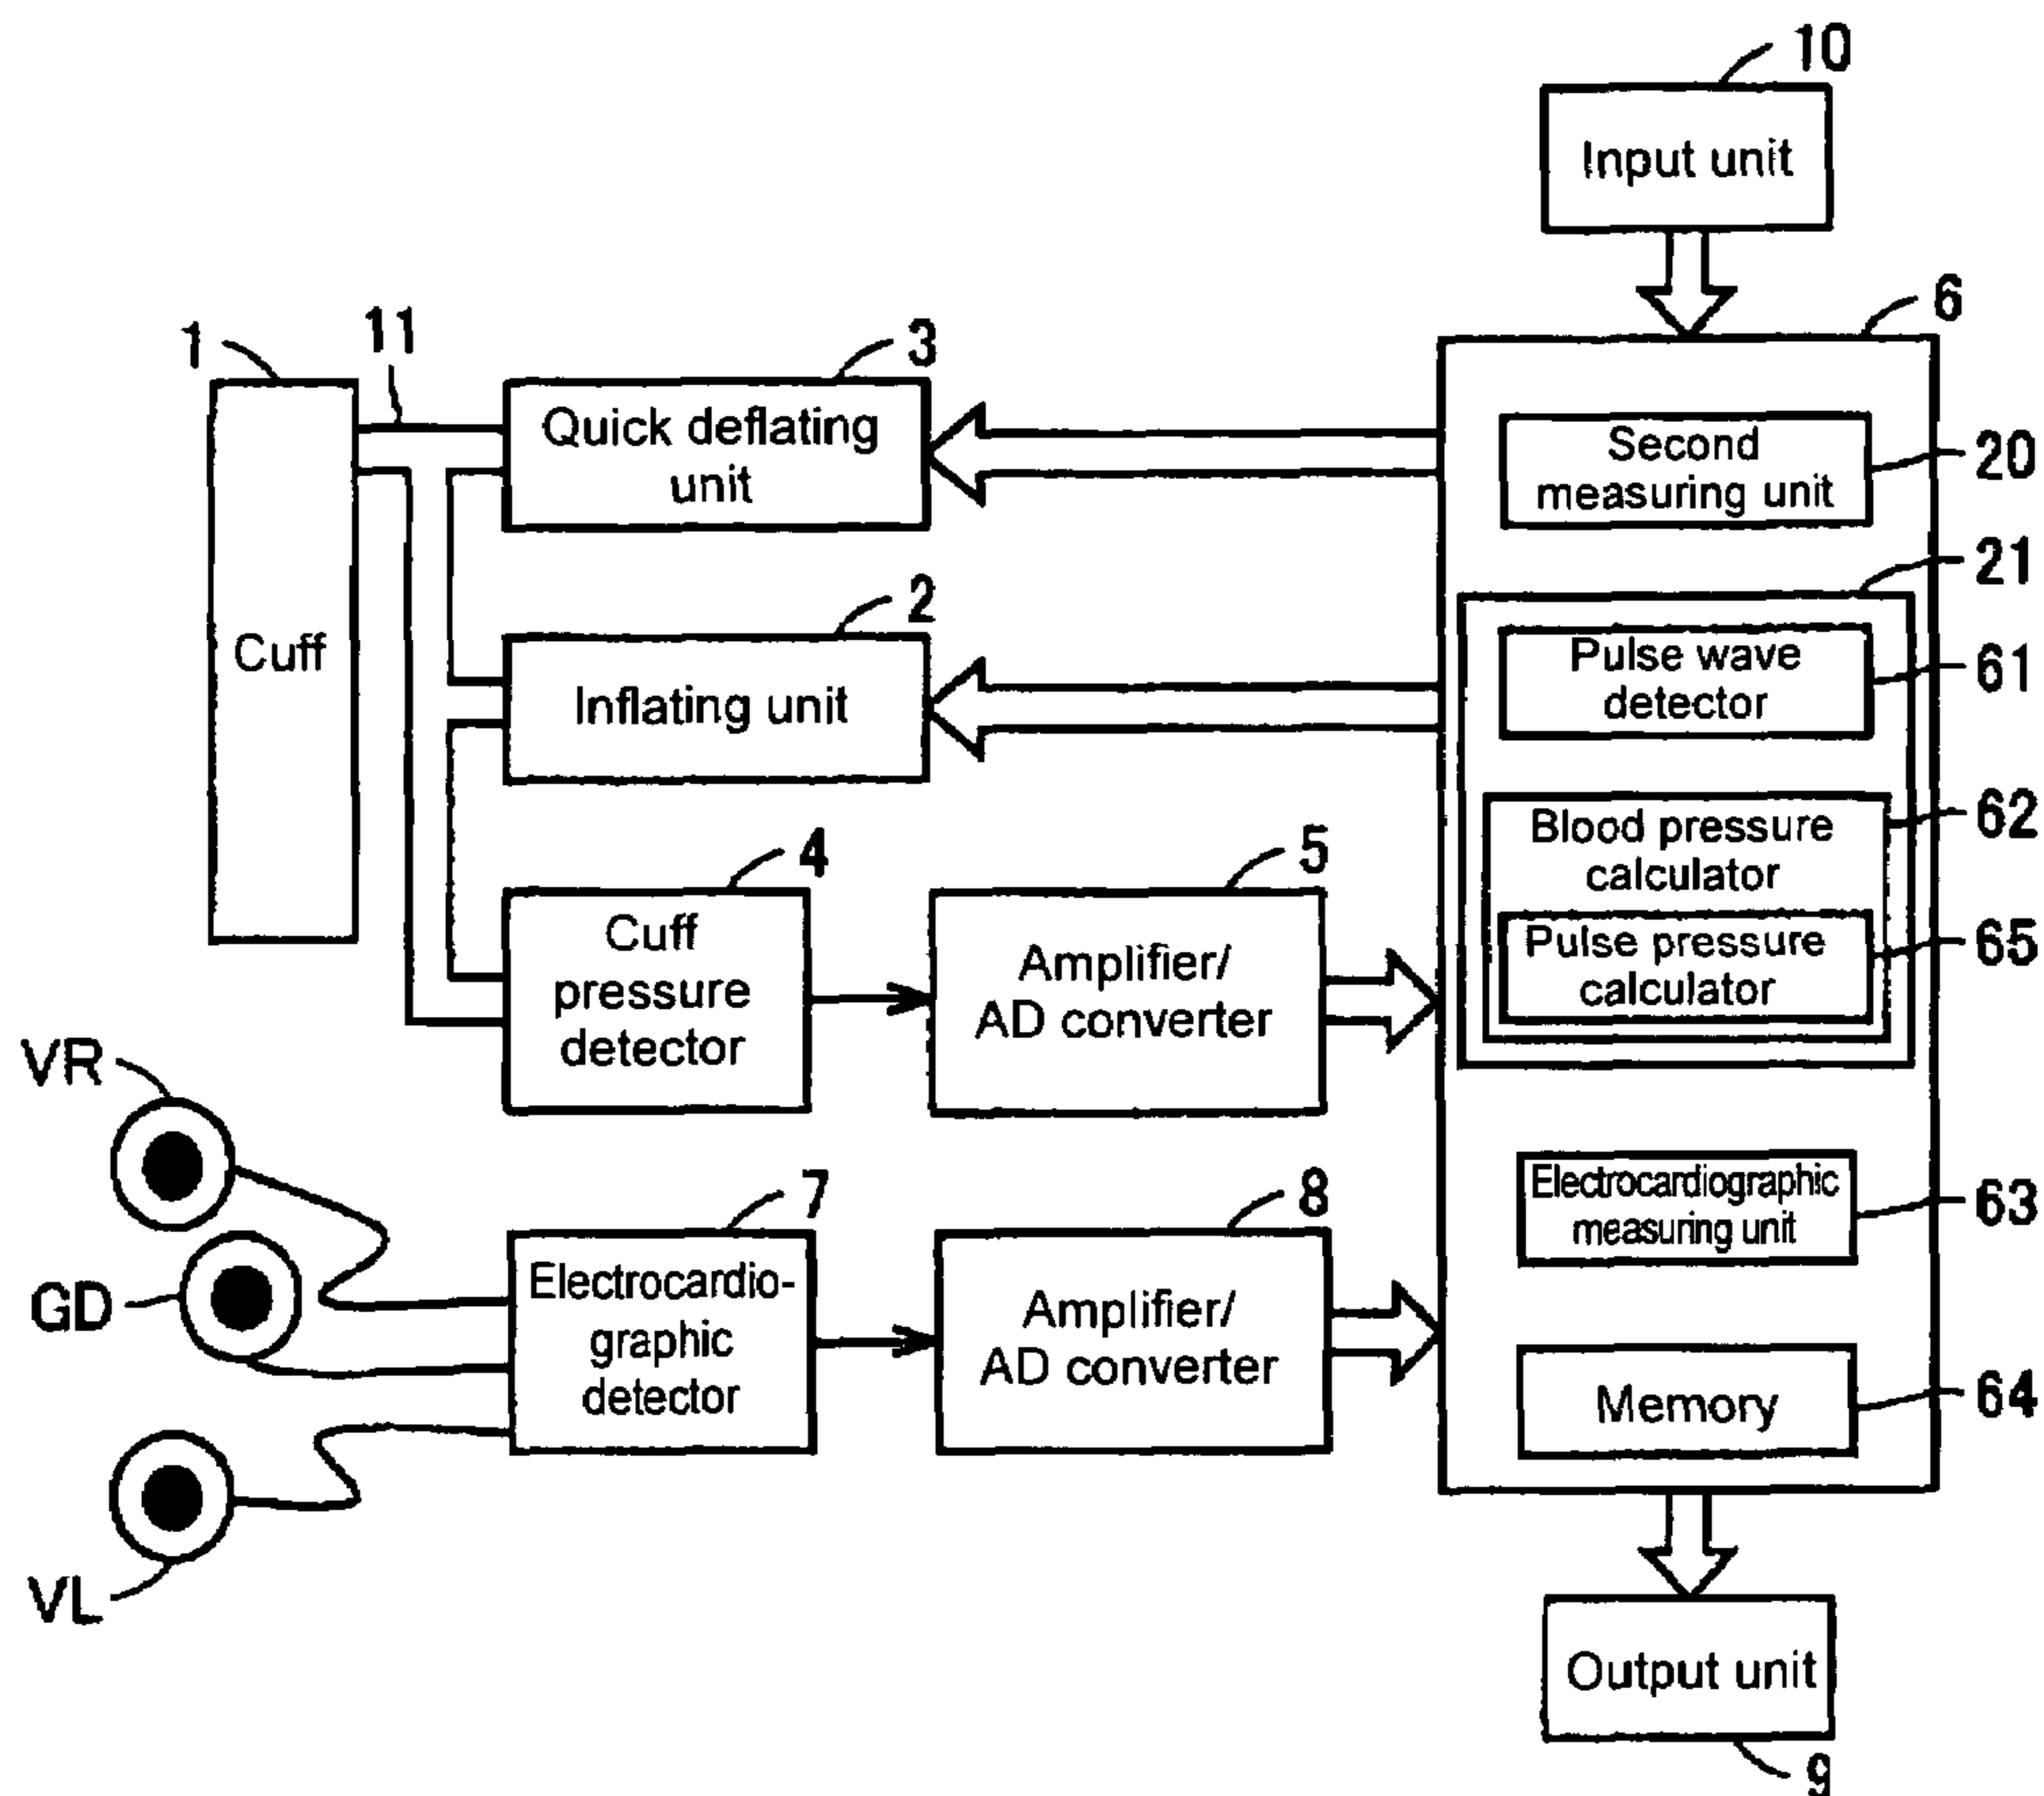 10
Input unit
6
1
11
3
Quick deflating
unit
Second
measuring unit
20
21
2
Cuff
Inflating unit
Pulse wave
detector
61
Blood pressure
calculator
62
4
Cuff
pressure
detector
5
Amplifier/
AD converter
Pulse pressure
calculator
65
VR
GD
VL
7
Electrocardio-
graphic
detector
8
Amplifier/
AD converter
Electrocardiographic
measuring unit
63
Memory
64
Output unit
9